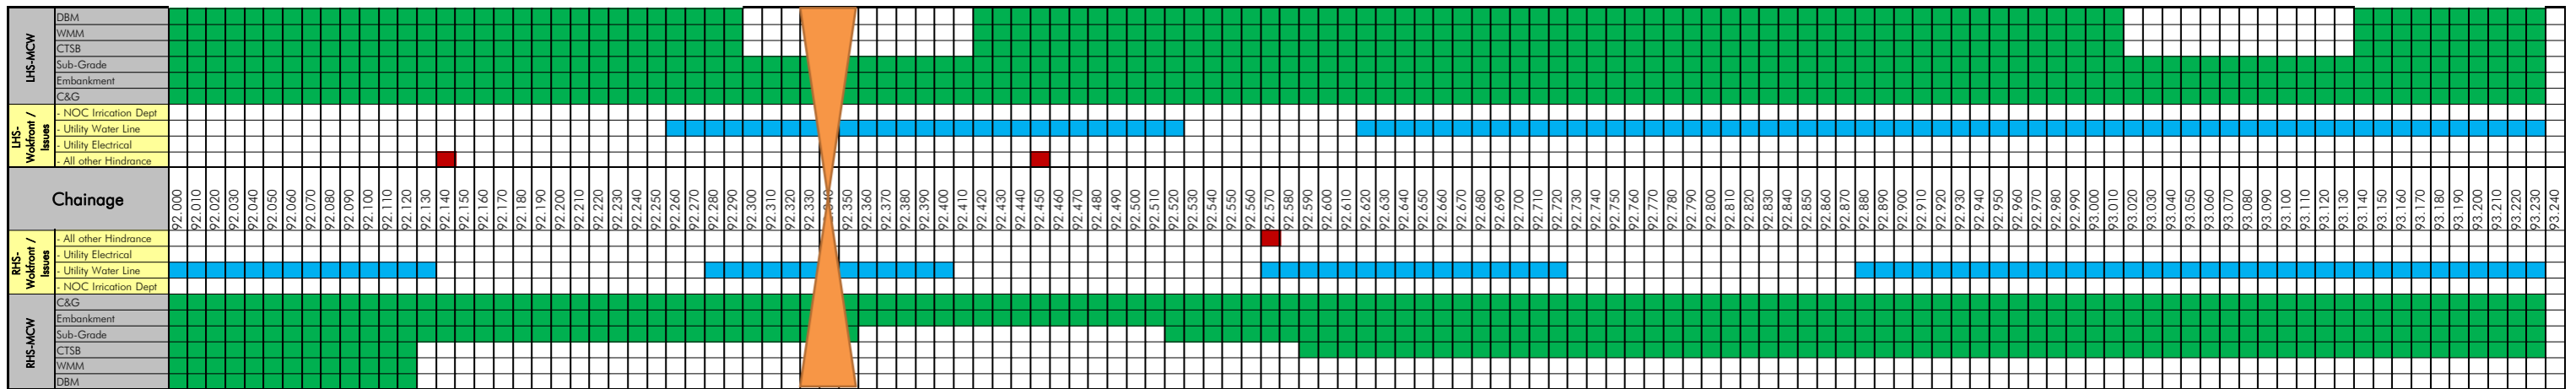 LHS-MCW
DBM
WMM
CTSB
Sub-Grade
Embankment
C&G
LHS-
Wokfront /
Issues
- NOC Irrication Dept
- Utility Water Line
- Utility Electrical
- All other Hindrance
Chainage
92.000 92.010 92.020 92.030 92.040 92.050 92.060 92.070 92.080 92.090 92.100 92.110 92.120 92.130 92.140 92.150 92.160 92.170 92.180 92.190 92.200 92.210 92.220 92.230 92.240 92.250 92.260 92.270 92.280 92.290 92.300 92.310 92.320 92.330 92.350 92.360 92.370 92.380 92.390 92.400 92.410 92.420 92.430 92.440 92.450 92.460 92.470 92.480 92.490 92.500 92.510 92.520 92.530 92.540 92.550 92.560 92.570 92.580 92.590 92.600 92.610 92.620 92.630 92.640 92.650 92.660 92.670 92.680 92.690 92.700 92.710 92.720 92.730 92.740 92.750 92.760 92.770 92.780 92.790 92.800 92.810 92.820 92.830 92.840 92.850 92.860 92.870 92.880 92.890 92.900 92.910 92.920 92.930 92.940 92.950 92.960 92.970 92.980 92.990 93.000 93.010 93.020 93.030 93.040 93.050 93.060 93.070 93.080 93.090 93.100 93.110 93.120 93.130 93.140 93.150 93.160 93.170 93.180 93.190 93.200 93.210 93.220 93.230 93.240
RHS-
Wokfront /
Issues
- All other Hindrance
- Utility Electrical
- Utility Water Line
- NOC Irrication Dept
RHS-MCW
C&G
Embankment
Sub-Grade
CTSB
WMM
DBM